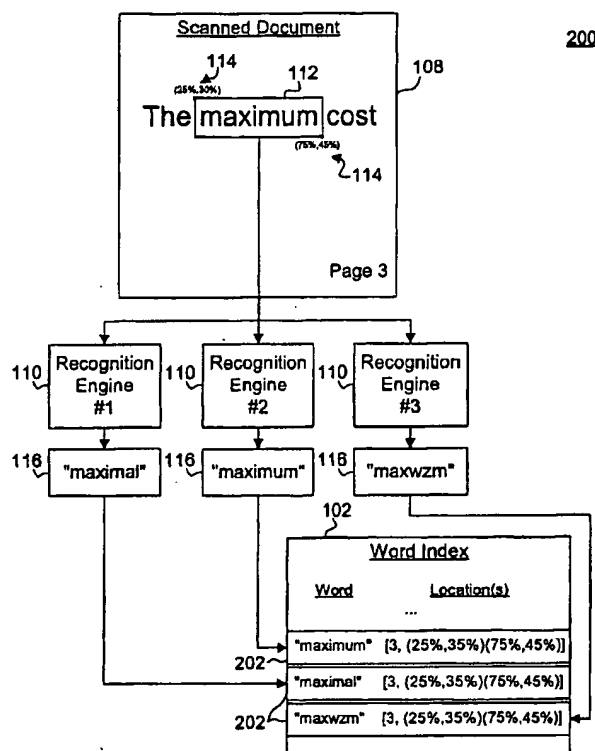 Scanned Document
200
114
112
108
(25%,30%)
The maximum cost
(75%,45%)
114
Page 3
110 Recognition Engine #1
110 Recognition Engine #2
110 Recognition Engine #3
116 "maximal"
116 "maximum"
116 "maxwzm"
102
Word Index
Word Location(s)
...
"maximum" [3, (25%,35%)(75%,45%)]
202
"maximal" [3, (25%,35%)(75%,45%)]
202
"maxwzm" [3, (25%,35%)(75%,45%)]